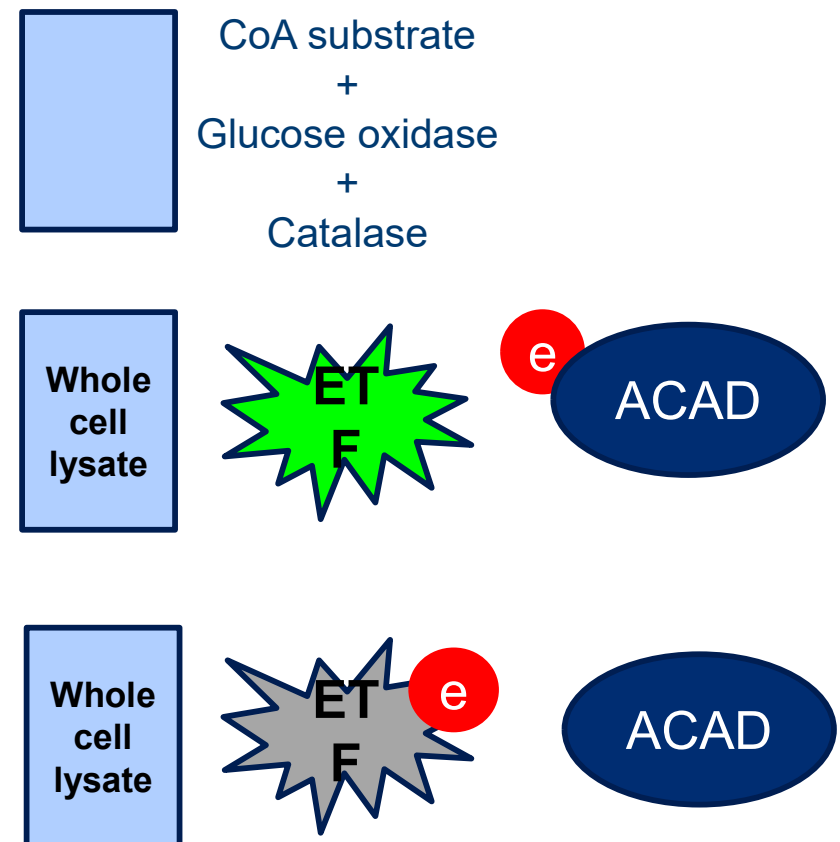 CoA substrate
+
Glucose oxidase
+
Catalase
Whole
cell
lysate
ET
F
e
ACAD
Whole
cell
lysate
ET
F
e
ACAD